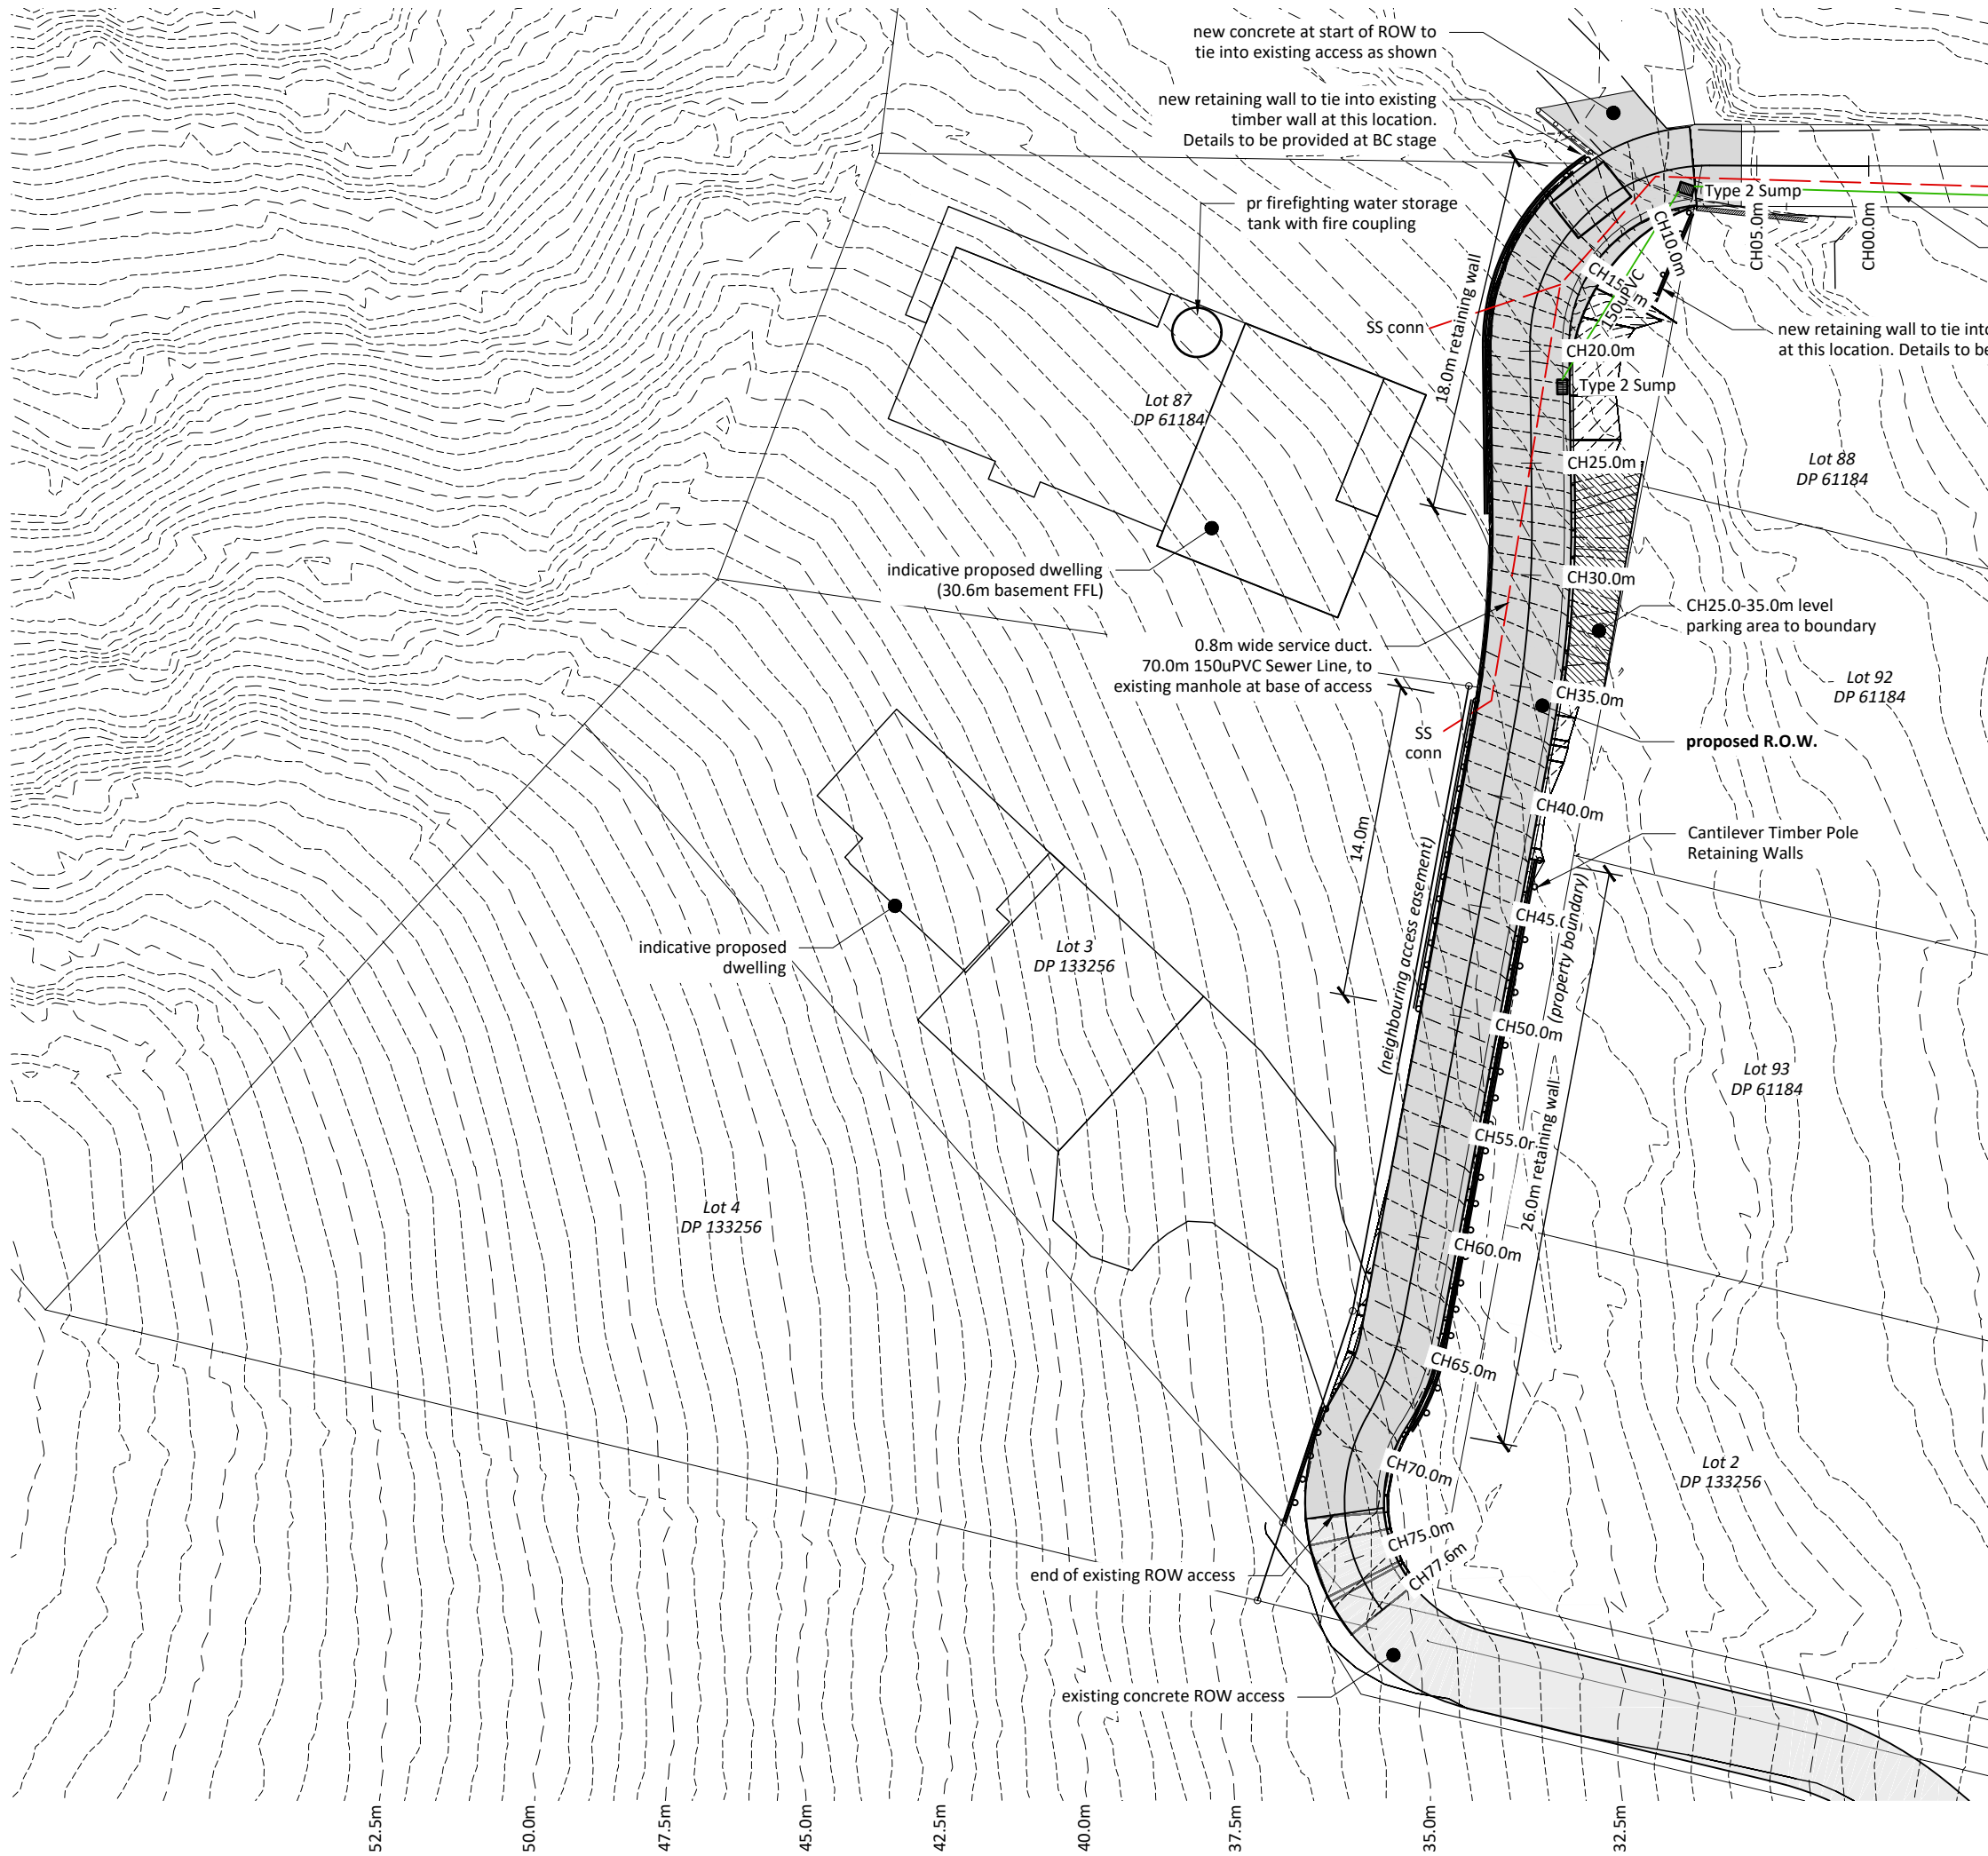 new concrete at start of ROW to
tie into existing access as shown
new retaining wall to tie into existing
timber wall at this location.
Details to be provided at BC stage
pr firefighting water storage
tank with fire coupling
Type 2 Sump
CH00.0m
CH05.0m
CH10.0m
CH15
m
150uPVC
SS conn
18.0m retaining wall
new retaining wall to tie
at this location. Details to
CH20.0m
Type 2 Sump
Lot 87
DP 61184
CH25.0m
Lot 88
DP 61184
indicative proposed dwelling
(30.6m basement FFL)
CH30.0m
CH25.0-35.0m level
parking area to boundary
0.8m wide service duct.
70.0m 150uPVC Sewer Line, to
existing manhole at base of access
CH35.0m
Lot 92
DP 61184
SS
conn
proposed R.O.W.
CH40.0m
14.0m
Cantilever Timber Pole
Retaining Walls
(neighbouring access easement)
CH45.
(property boundary)
indicative proposed
dwelling
Lot 3
DP 133256
CH50.0m
Lot 93
DP 61184
CH55.0
26.0m retaining wall
Lot 4
DP 133256
CH60.0m
CH65.0m
CH70.0m
Lot 2
DP 133256
CH75.0m
CH77.6m
end of existing ROW access
existing concrete ROW access
52.5m
50.0m
47.5m
45.0m
42.5m
40.0m
37.5m
35.0m
32.5m